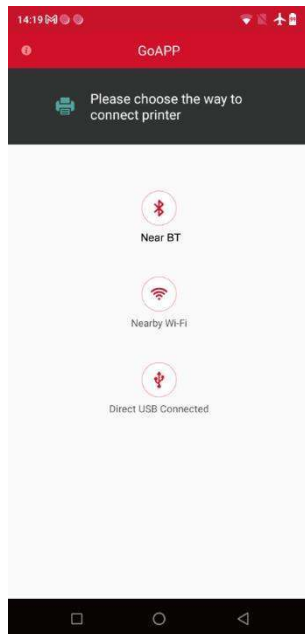 14:19
GoAPP
Please choose the way to
connect printer
Near BT
Nearby Wi-Fi
Direct USB Connected